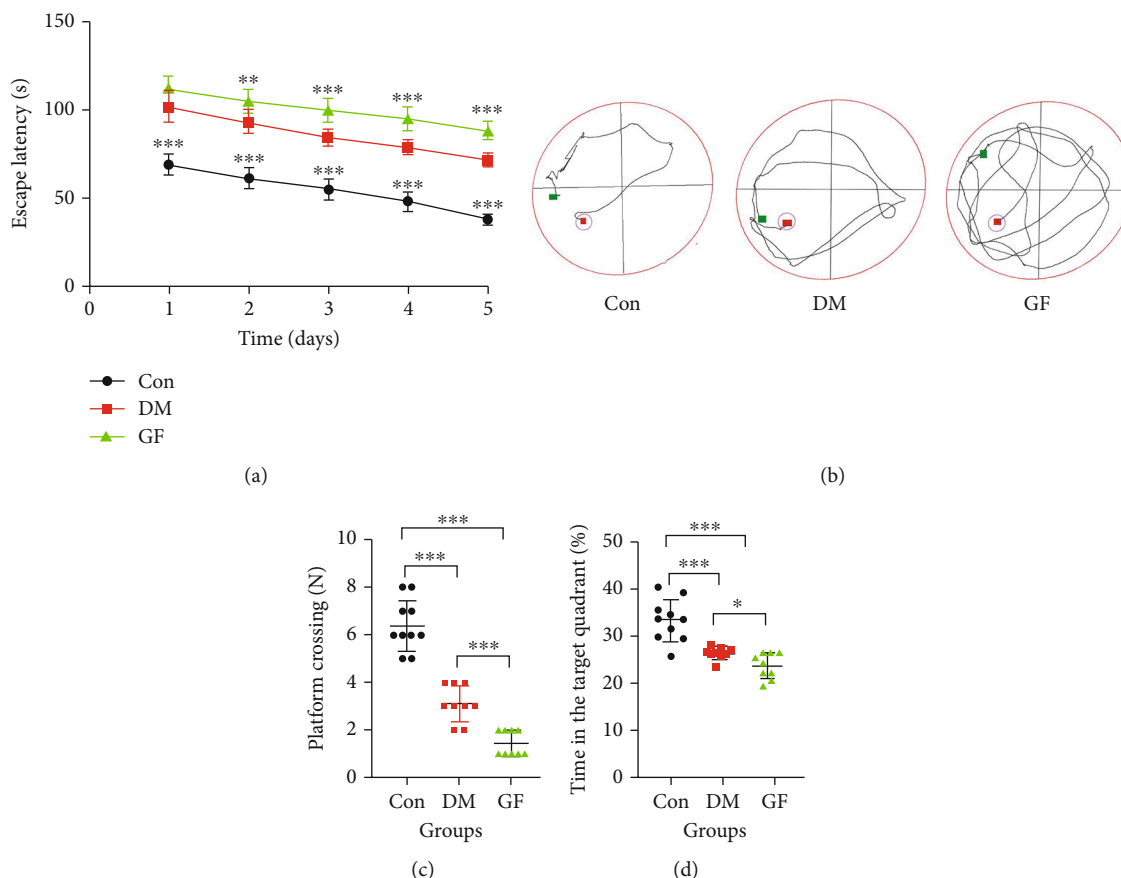 150
100
50
0
Escape latency (s)
***
***
***
***
***
**
***
***
***
0 1 2 3 4 5
Time (days)
Con
DM
GF
(a)
Con DM GF
(b)
10
8
6
4
2
0
Platform crossing (N)
***
***
***
Con DM GF
Groups
(c)
50
40
30
20
10
0
Time in the target quadrant (%)
***
***
*
Con DM GF
Groups
(d)